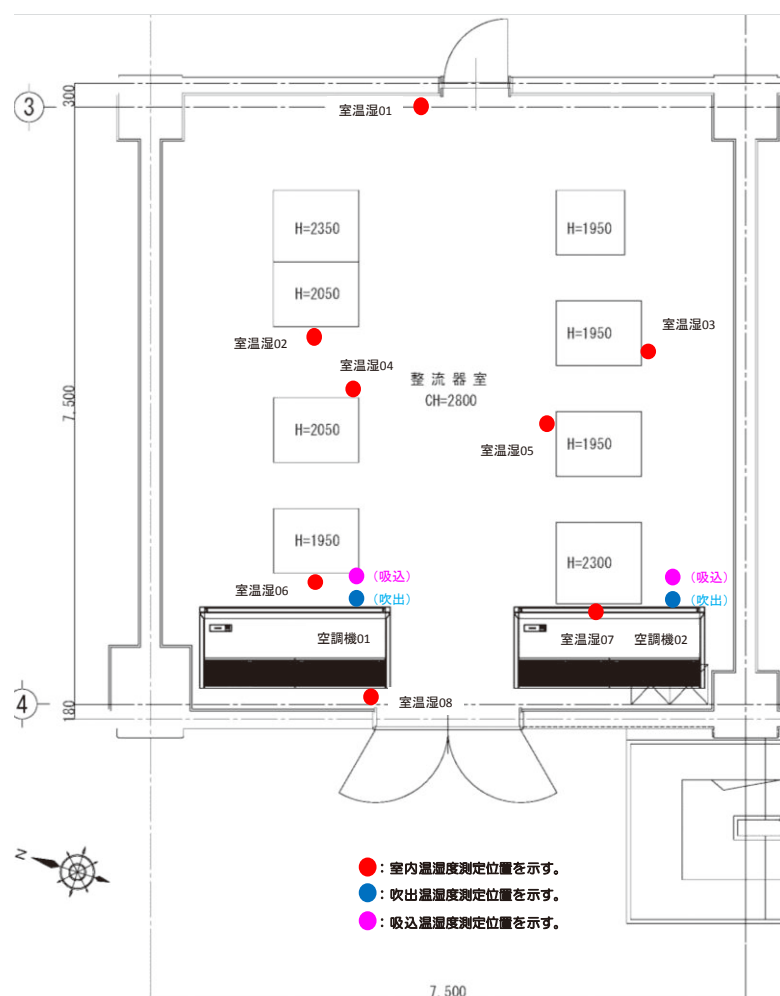 300
3
室温湿01
H=2350
H=1950
H=2050
室温湿02
室温湿03
室温湿04
整流器室
CH=2800
7,500
H=1950
H=2050
室温湿05
H=1950
H=1950
H=2300
室温湿06
(吸込)
(吹出)
(吸込)
(吹出)
空調機01
室温湿07
空調機02
4
180
室温湿08
N
：室内温湿度測定位置を示す。
：吹出温湿度測定位置を示す。
：吸込温湿度測定位置を示す。
7,500